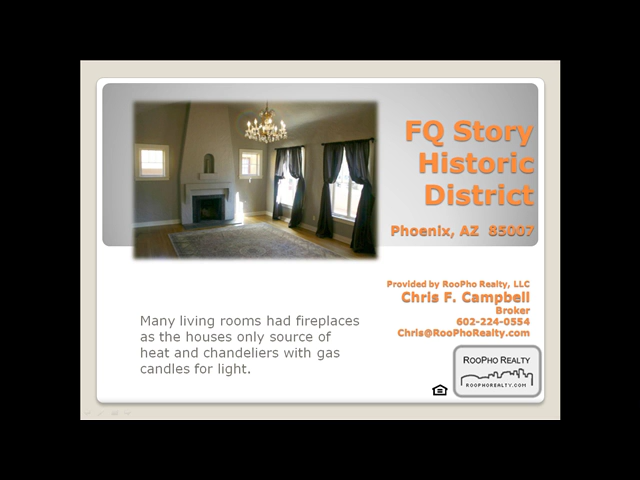 FQ Story
Historic
District
Phoenix, AZ  85007
Provided by RooPho Realty, LLC
Chris F. Campbell
Broker
602-224-0554
Chris@RooPhoRealty.com
Many living rooms had fireplaces
as the houses only source of
heat and chandeliers with gas
candles for light.
ROOPHO REALTY
ROOPHOREALTY.COM